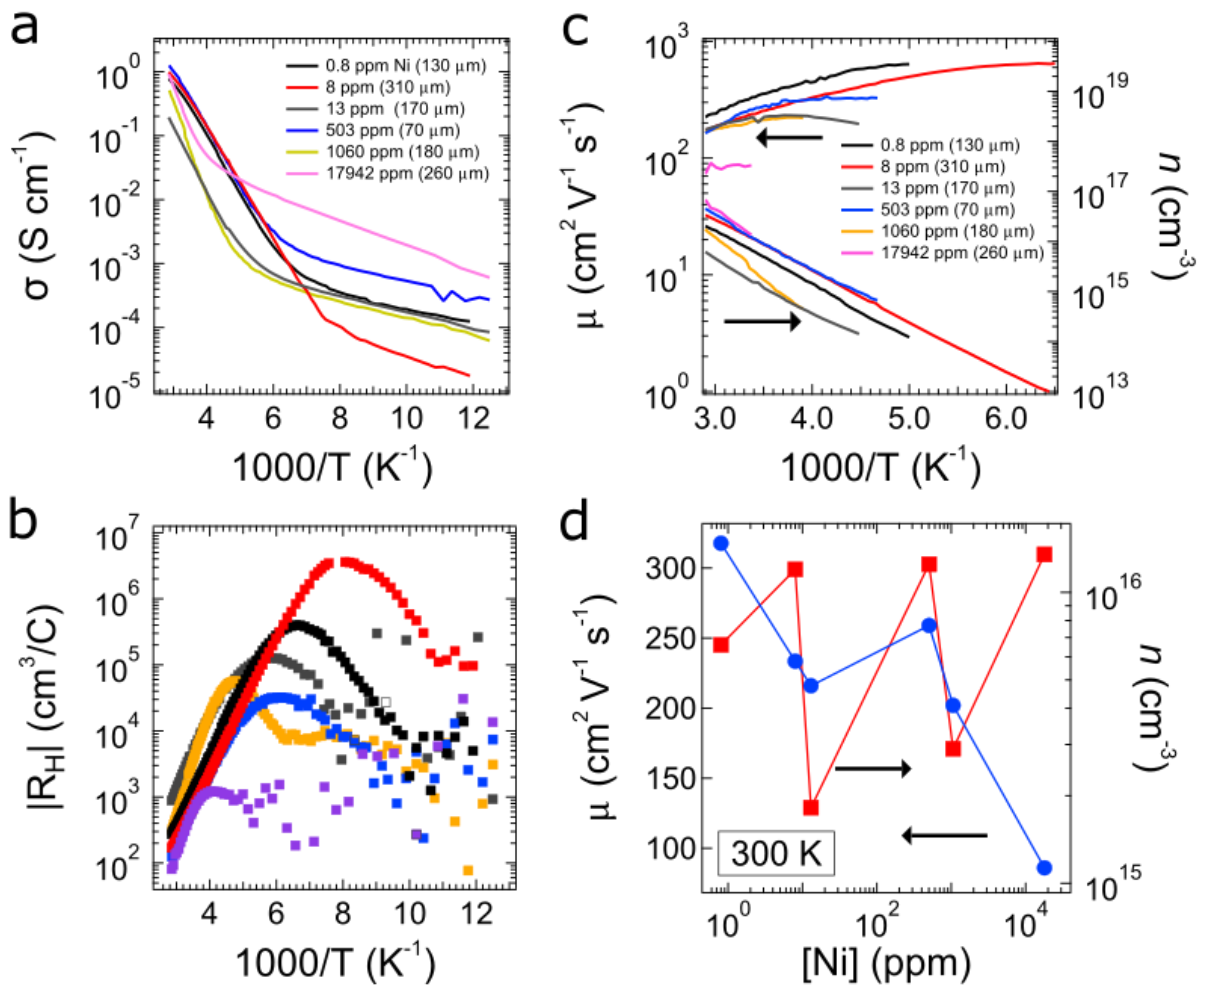 a
10⁰
10⁻¹
10⁻²
10⁻³
10⁻⁴
10⁻⁵
σ (S cm⁻¹)
0.8 ppm Ni (130 μm)
8 ppm (310 μm)
13 ppm (170 μm)
503 ppm (70 μm)
1060 ppm (180 μm)
17942 ppm (260 μm)
4 6 8 10 12
1000/T (K⁻¹)
c
10³
10²
10¹
10⁰
μ (cm² V⁻¹ s⁻¹)
0.8 ppm (130 μm)
8 ppm (310 μm)
13 ppm (170 μm)
503 ppm (70 μm)
1060 ppm (180 μm)
17942 ppm (260 μm)
10¹⁹
10¹⁷
10¹⁵
10¹³
n (cm⁻³)
3.0 4.0 5.0 6.0
1000/T (K⁻¹)
b
10⁷
10⁶
10⁵
10⁴
10³
10²
|R_H| (cm³/C)
4 6 8 10 12
1000/T (K⁻¹)
d
300
250
200
150
100
μ (cm² V⁻¹ s⁻¹)
300 K
10¹⁶
10¹⁵
n (cm⁻³)
10⁰ 10² 10⁴
[Ni] (ppm)